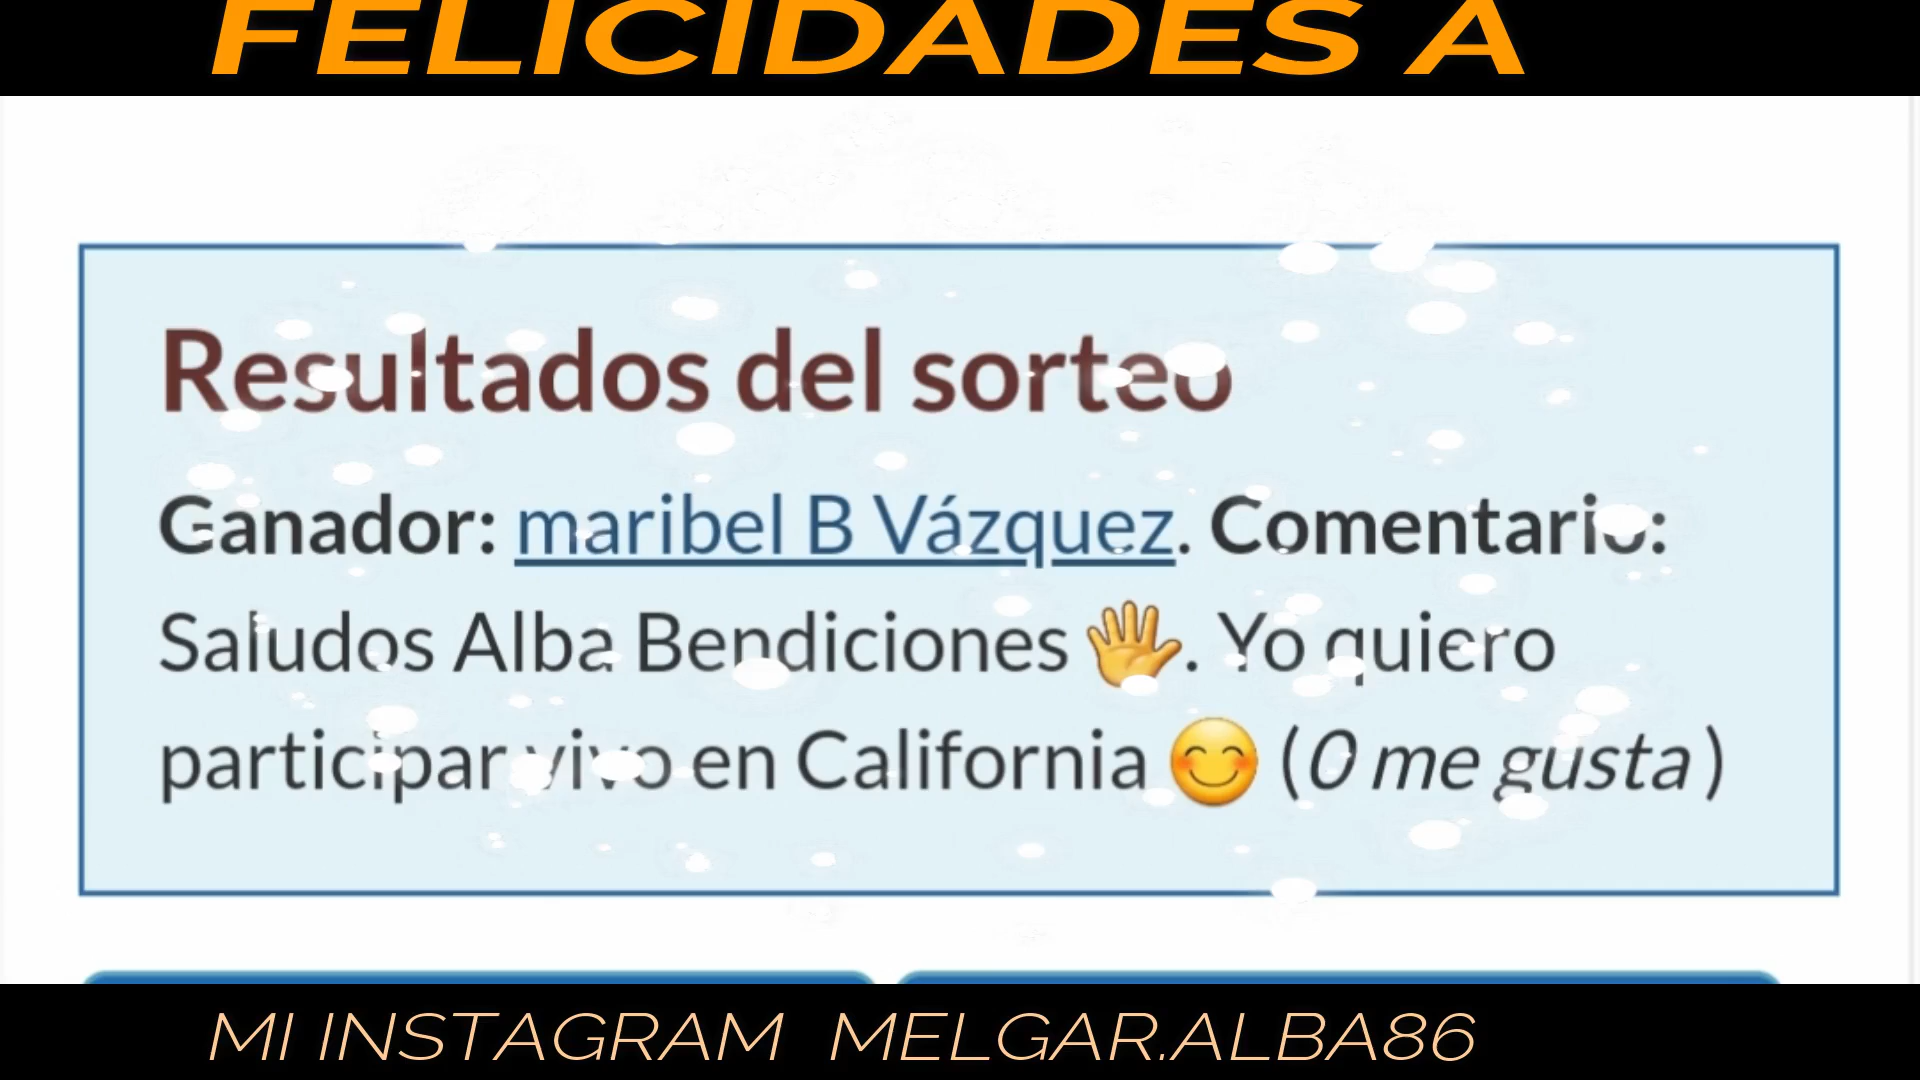 FELICIDADES A
Resultados del sorteo
Ganador: maribel B Vázquez. Comentario:
Saludos Alba Bendiciones 🖐. Yo quiero
participar vivo en California 😊 (0 me gusta)
MI INSTAGRAM MELGAR.ALBA86